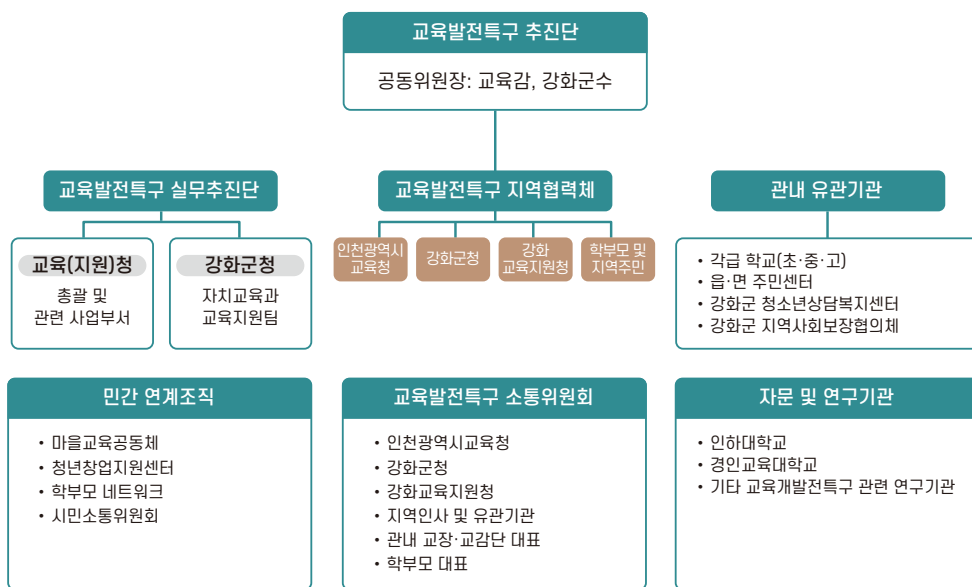 교육발전특구 추진단
공동위원장: 교육감, 강화군수
교육발전특구 실무추진단
교육(지원)청
총괄 및
관련 사업부서
강화군청
자치교육과
교육지원팀
교육발전특구 지역협력체
인천광역시
교육청
강화군청
강화
교육지원청
학부모 및
지역주민
관내 유관기관
• 각급 학교(초·중·고)
• 읍·면 주민센터
• 강화군 청소년상담복지센터
• 강화군 지역사회보장협의체
민간 연계조직
• 마을교육공동체
• 청년창업지원센터
• 학부모 네트워크
• 시민소통위원회
교육발전특구 소통위원회
• 인천광역시교육청
• 강화군청
• 강화교육지원청
• 지역인사 및 유관기관
• 관내 교장·교감단 대표
• 학부모 대표
자문 및 연구기관
• 인하대학교
• 경인교육대학교
• 기타 교육개발전특구 관련 연구기관